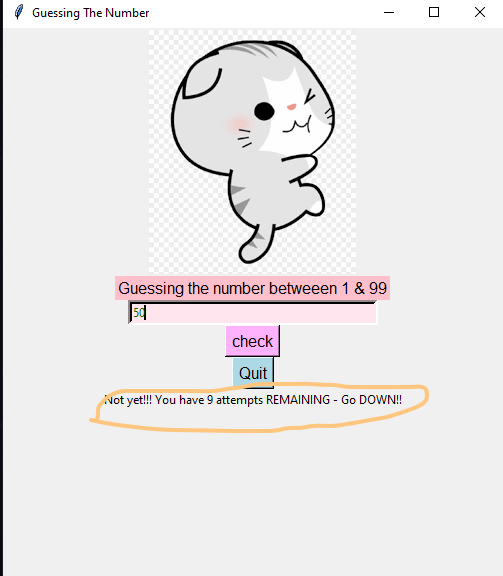 Guessing The Number
Guessing the number betweeen 1 & 99
50
check
Quit
Not yet!!! You have 9 attempts REMAINING - Go DOWN!!